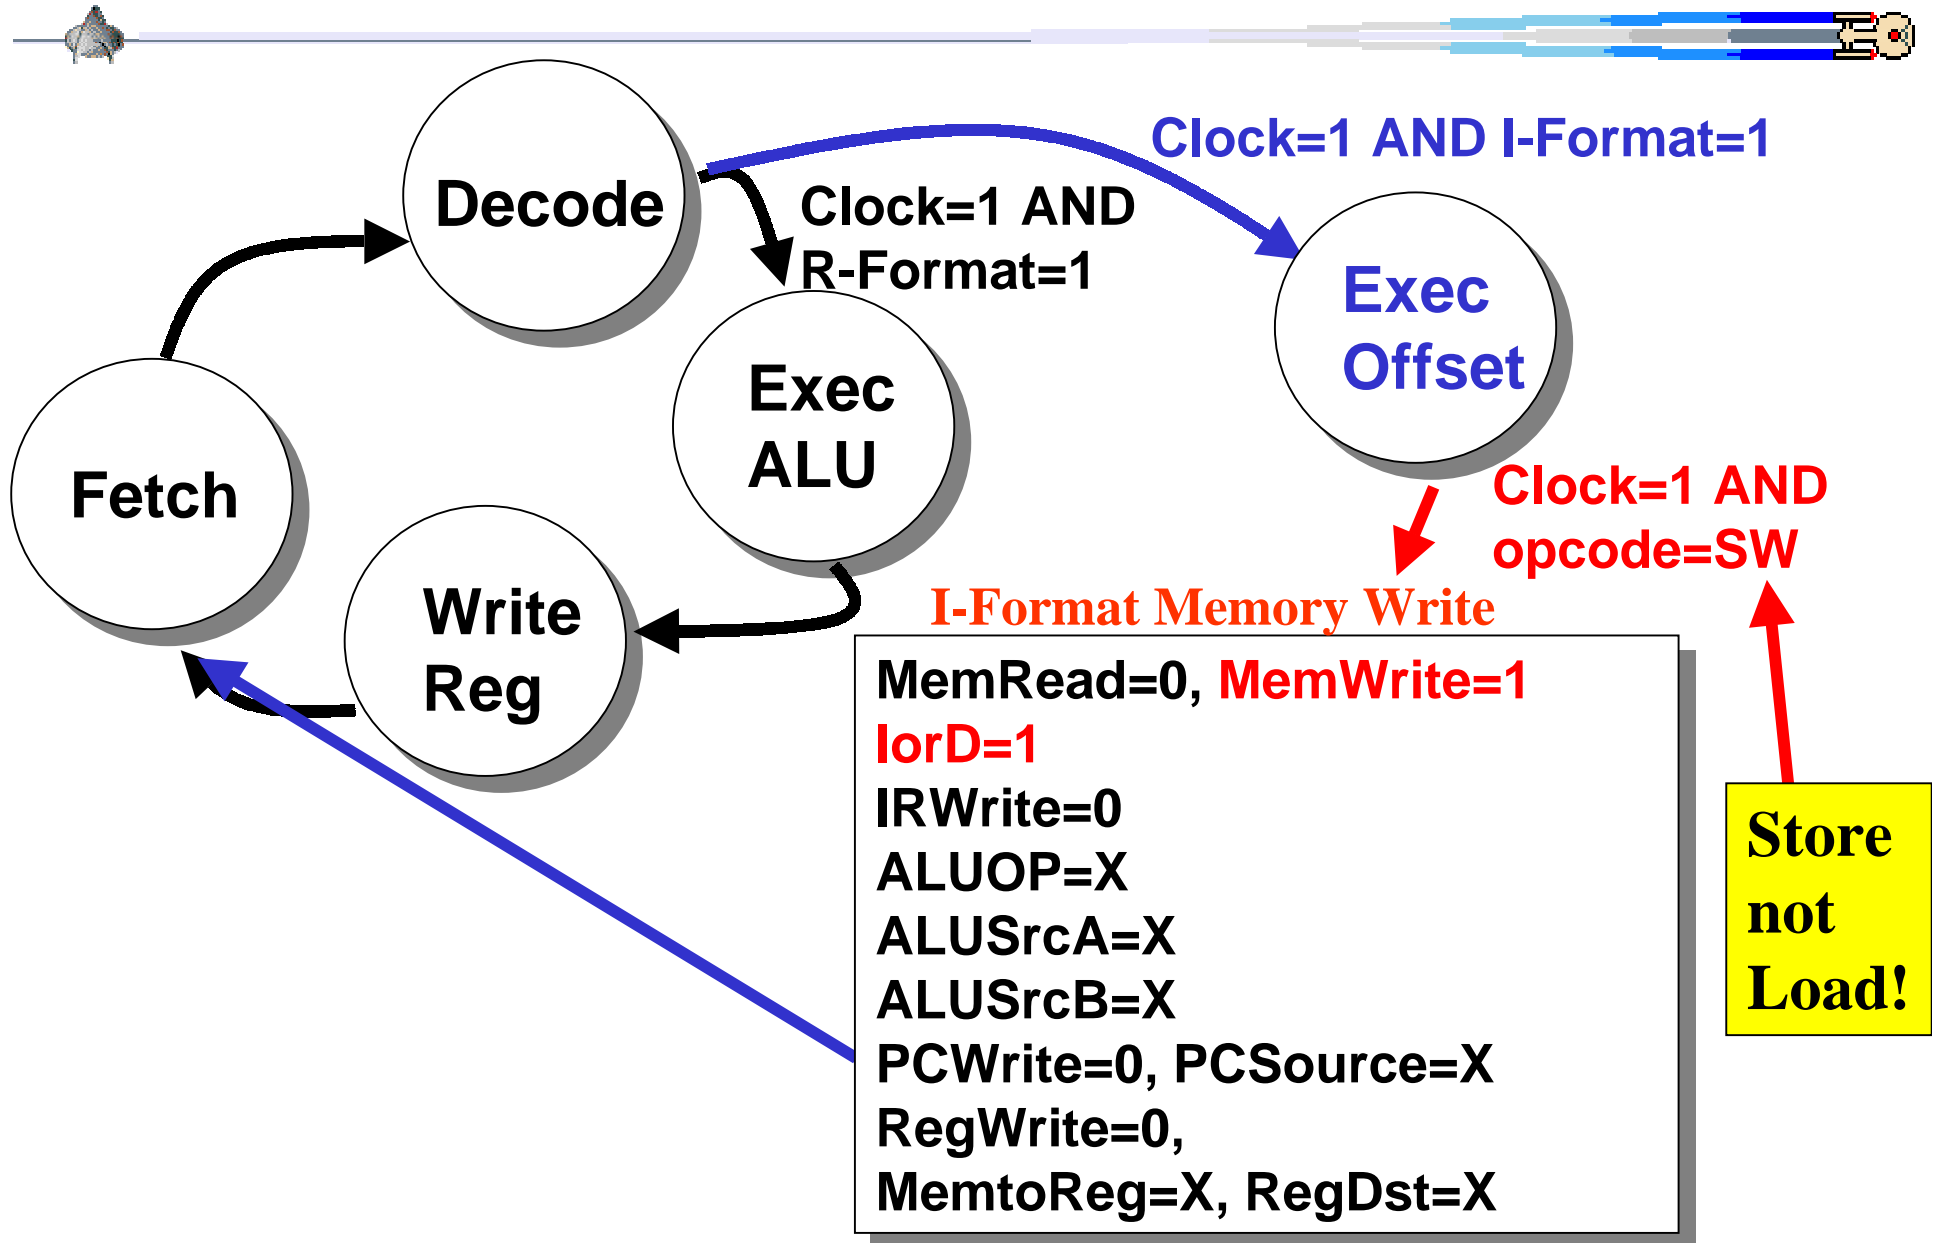 Decode
Clock=1 AND I-Format=1
Clock=1 AND
R-Format=1
Exec
Offset
Exec
ALU
Fetch
Write
Reg
Clock=1 AND
opcode=SW
I-Format Memory Write
MemRead=0, MemWrite=1
IorD=1
IRWrite=0
ALUOP=X
ALUSrcA=X
ALUSrcB=X
PCWrite=0, PCSource=X
RegWrite=0,
MemtoReg=X, RegDst=X
Store
not
Load!